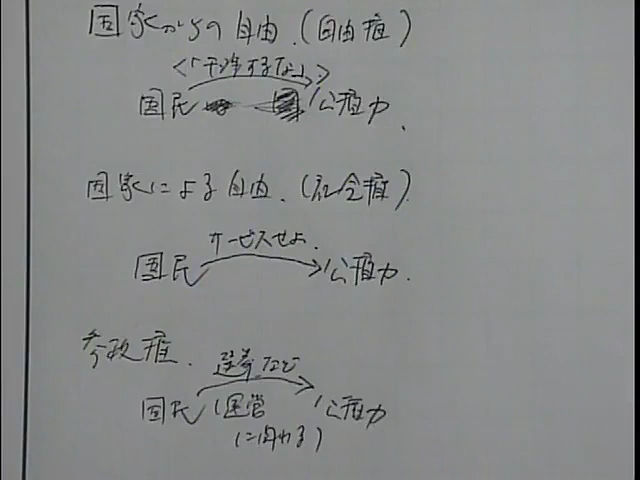 国家からの自由.(自由権)
<「干渉するな」>
国民 公権力.
国家による自由.(社会権)
サービスせよ.
国民 公権力.
参政権.
選挙など
国民 (運営 公権力
に関わる)